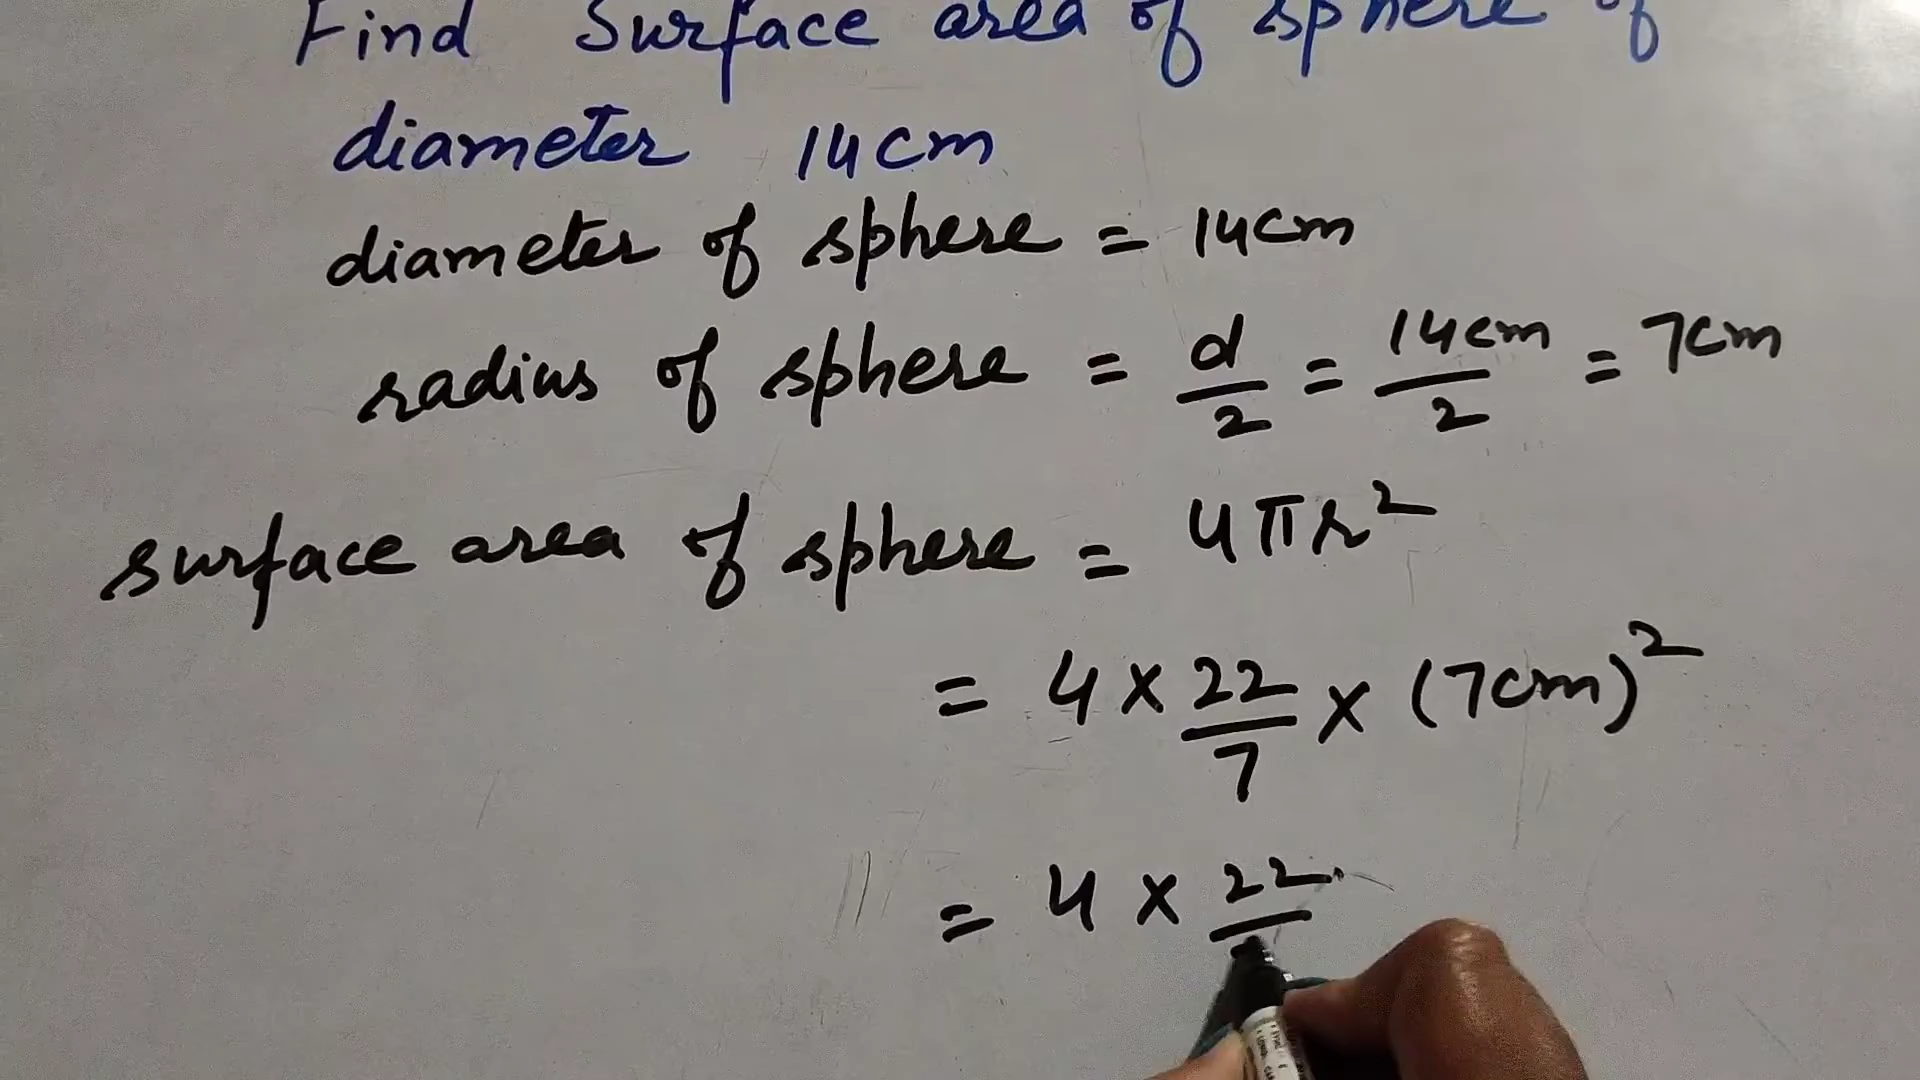 Find Surface area of sphere of
diameter 14cm
diameter of sphere = 14cm
radius of sphere = d/2 = 14cm/2 = 7cm
surface area of sphere = 4πr²
= 4 × 22/7 × (7cm)²
= 4 × 22/